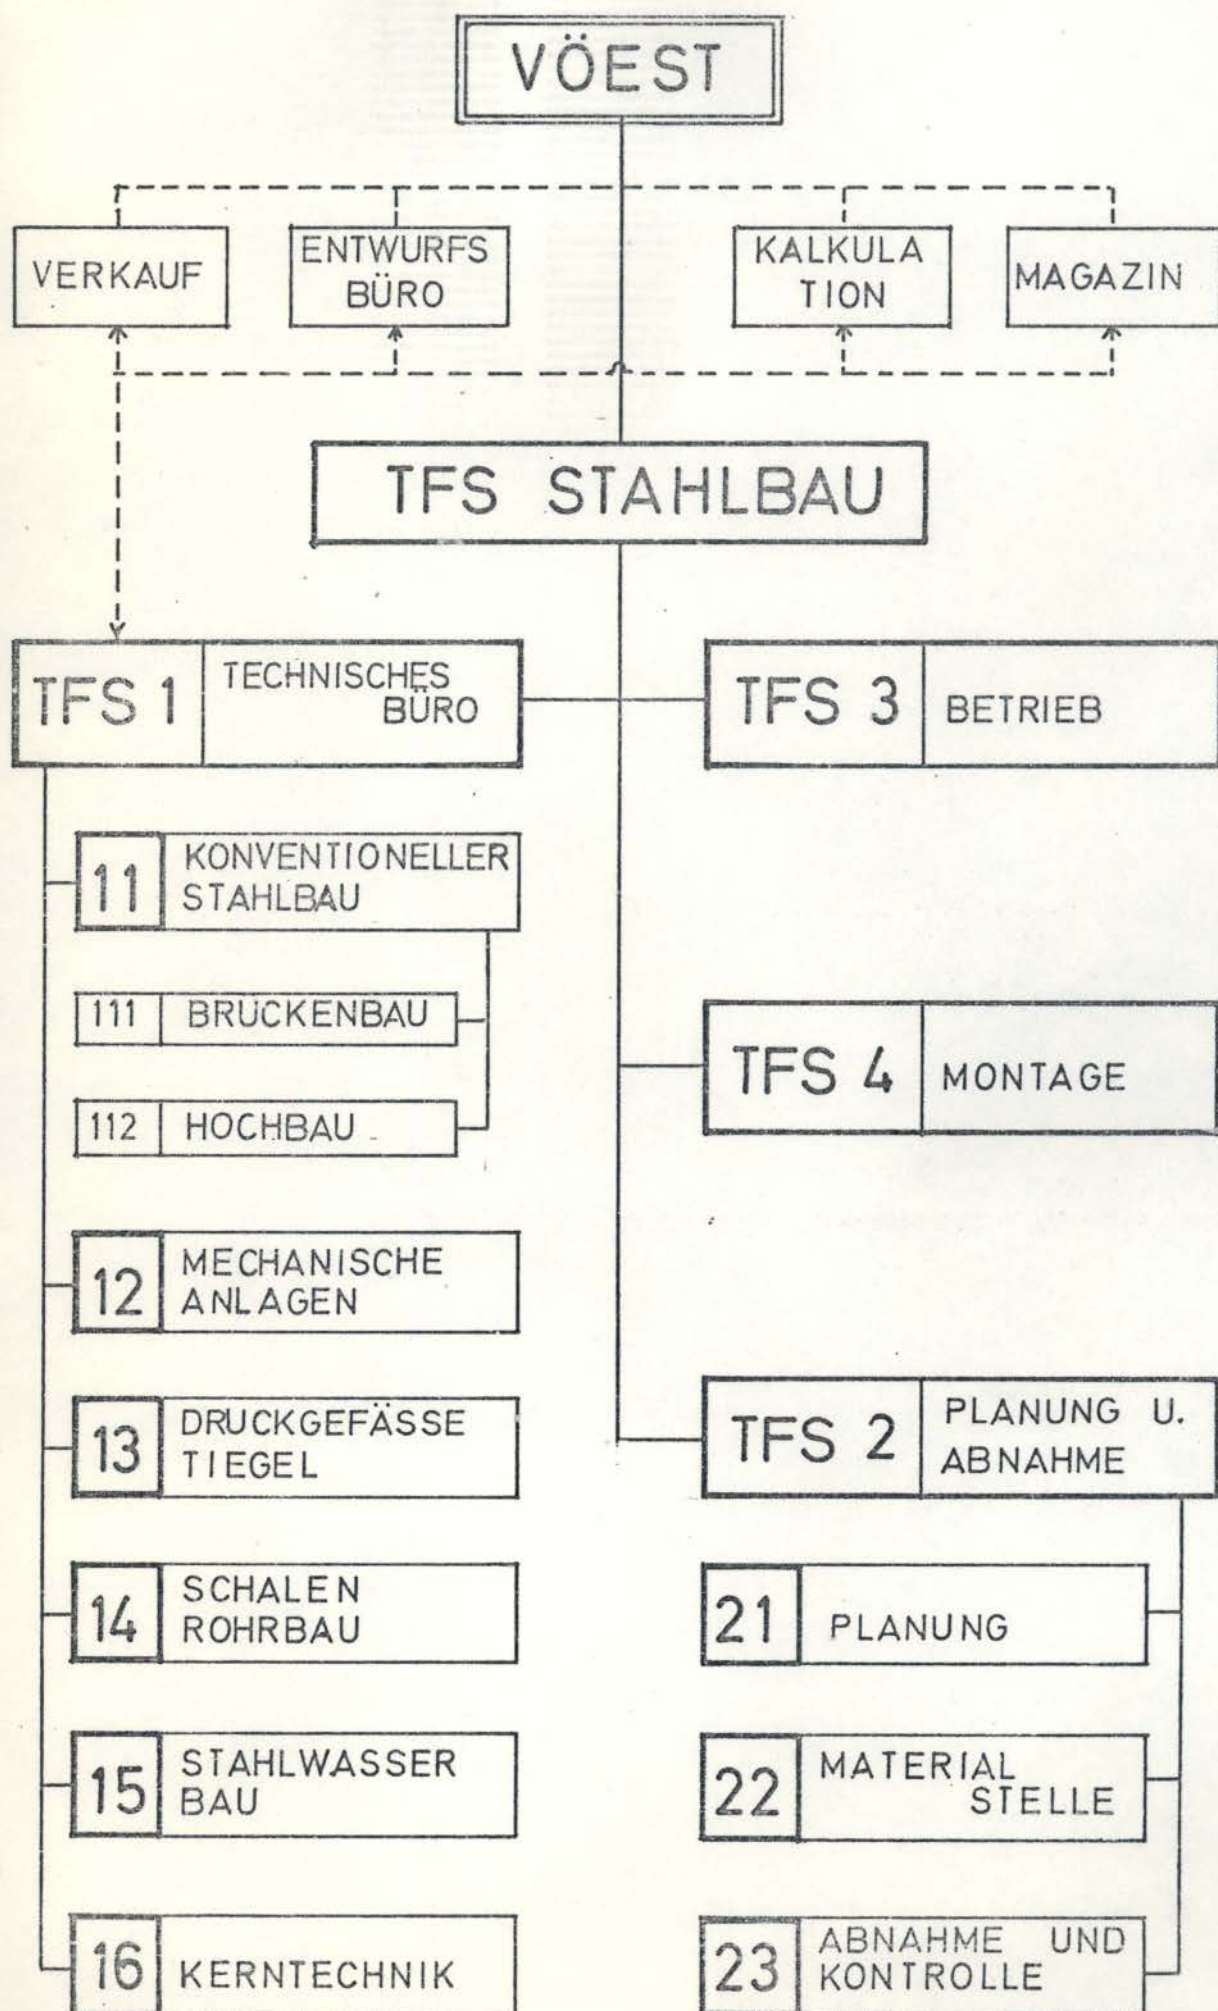 VÖEST
VERKAUF
ENTWURFS
BÜRO
KALKULA
TION
MAGAZIN
TFS STAHLBAU
TFS 1
TECHNISCHES
BÜRO
TFS 3
BETRIEB
11
KONVENTIONELLER
STAHLBAU
111
BRÜCKENBAU
112
HOCHBAU
TFS 4
MONTAGE
12
MECHANISCHE
ANLAGEN
13
DRUCKGEFÄSSE
TIEGEL
TFS 2
PLANUNG U.
ABNAHME
14
SCHALEN
ROHRBAU
21
PLANUNG
15
STAHLWASSER
BAU
22
MATERIAL
STELLE
16
KERNTECHNIK
23
ABNAHME UND
KONTROLLE